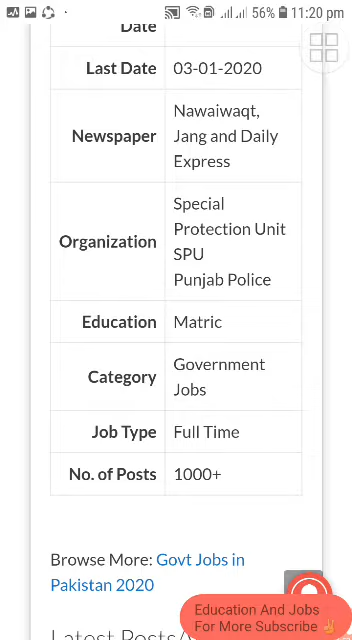 56% 11:20 pm
Date
Last Date 03-01-2020
Newspaper Nawaiwaqt,
Jang and Daily
Express
Organization Special
Protection Unit
SPU
Punjab Police
Education Matric
Category Government
Jobs
Job Type Full Time
No. of Posts 1000+
Browse More: Govt Jobs in
Pakistan 2020
Education And Jobs
For More Subscribe ✌
Latest Posts/